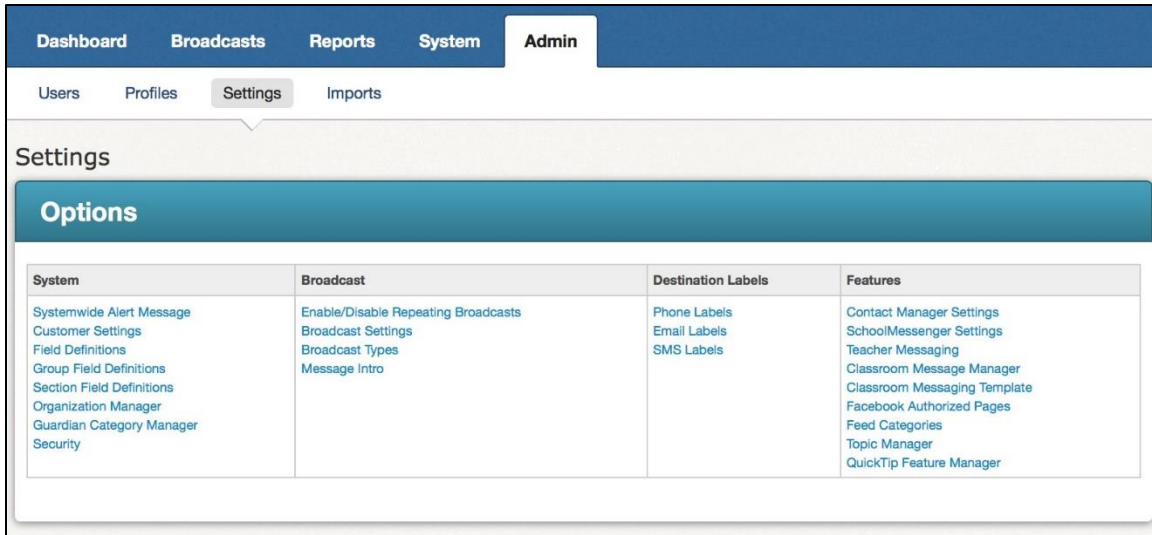 Dashboard Broadcasts Reports System Admin
Users Profiles Settings Imports
Settings
Options
System Broadcast Destination Labels Features
Systemwide Alert Message Enable/Disable Repeating Broadcasts Phone Labels Contact Manager Settings
Customer Settings Broadcast Settings Email Labels SchoolMessenger Settings
Field Definitions Broadcast Types SMS Labels Teacher Messaging
Group Field Definitions Message Intro Classroom Message Manager
Section Field Definitions Classroom Messaging Template
Organization Manager Facebook Authorized Pages
Guardian Category Manager Feed Categories
Security Topic Manager
QuickTip Feature Manager